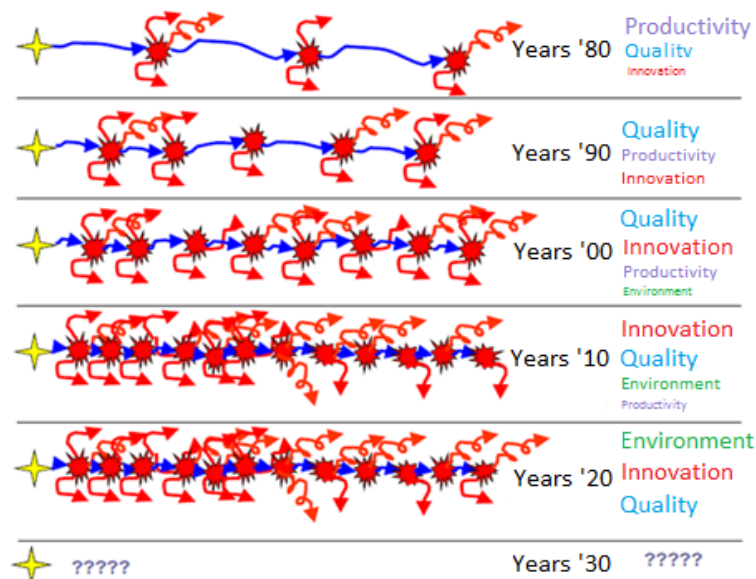 Years '80
Productivity
Quality
Innovation
Years '90
Quality
Productivity
Innovation
Years '00
Quality
Innovation
Productivity
Environment
Years '10
Innovation
Quality
Environment
Productivity
Years '20
Environment
Innovation
Quality
?????
Years '30
?????